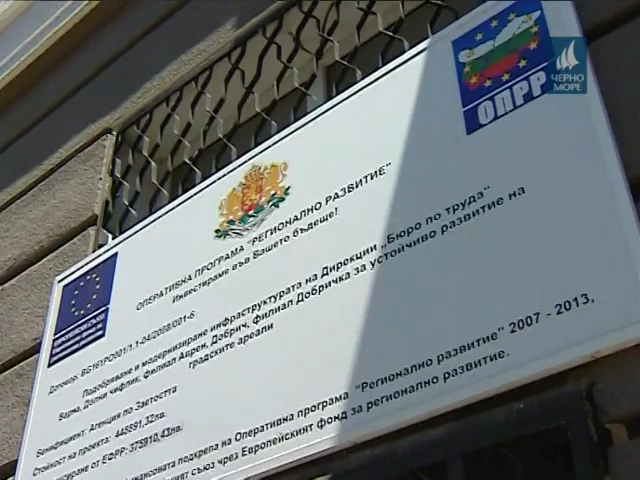 ЧЕРНО
МОРЕ
ОПРР
ОПЕРАТИВНА ПРОГРАМА "РЕГИОНАЛНО РАЗВИТИЕ"
Инвестираме във Вашето бъдеще!
Договор: BG161PO001/1.1-04/2008/001-6,
Подобряване и модернизиране инфраструктурата на Дирекции „Бюро по труда"
Варна, Долни чифлик, филиал Аврен, Добрич, филиал Добричка за устойчиво развитие на
градските ареали
Бенефициент: Агенция по Заетостта
Стойност на проекта: 445891,32лв.
от ЕФРР: 375910,43лв.
финансовата подкрепа на Оперативна програма "Регионално развитие" 2007 - 2013,
съюз чрез Европейският фонд за регионално развитие.